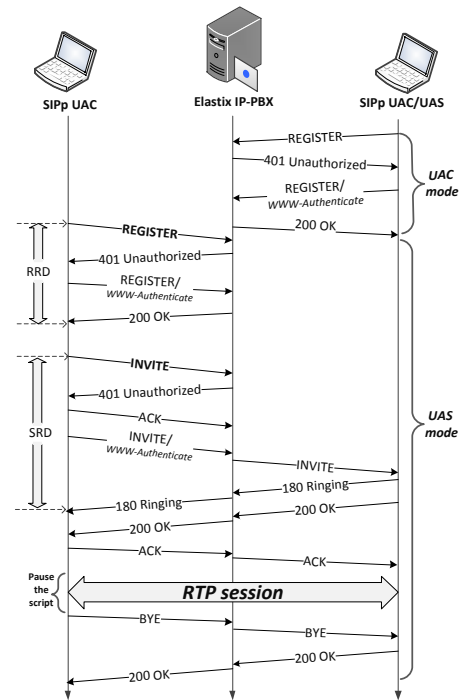 SIPp UAC
Elastix IP-PBX
SIPp UAC/UAS
REGISTER
401 Unauthorized
REGISTER/
WWW-Authenticate
200 OK
UAC
mode
REGISTER
401 Unauthorized
REGISTER/
WWW-Authenticate
200 OK
RRD
INVITE
401 Unauthorized
ACK
INVITE/
WWW-Authenticate
SRD
INVITE
180 Ringing
180 Ringing
200 OK
200 OK
ACK
ACK
UAS
mode
Pause
the
script
RTP session
BYE
BYE
200 OK
200 OK